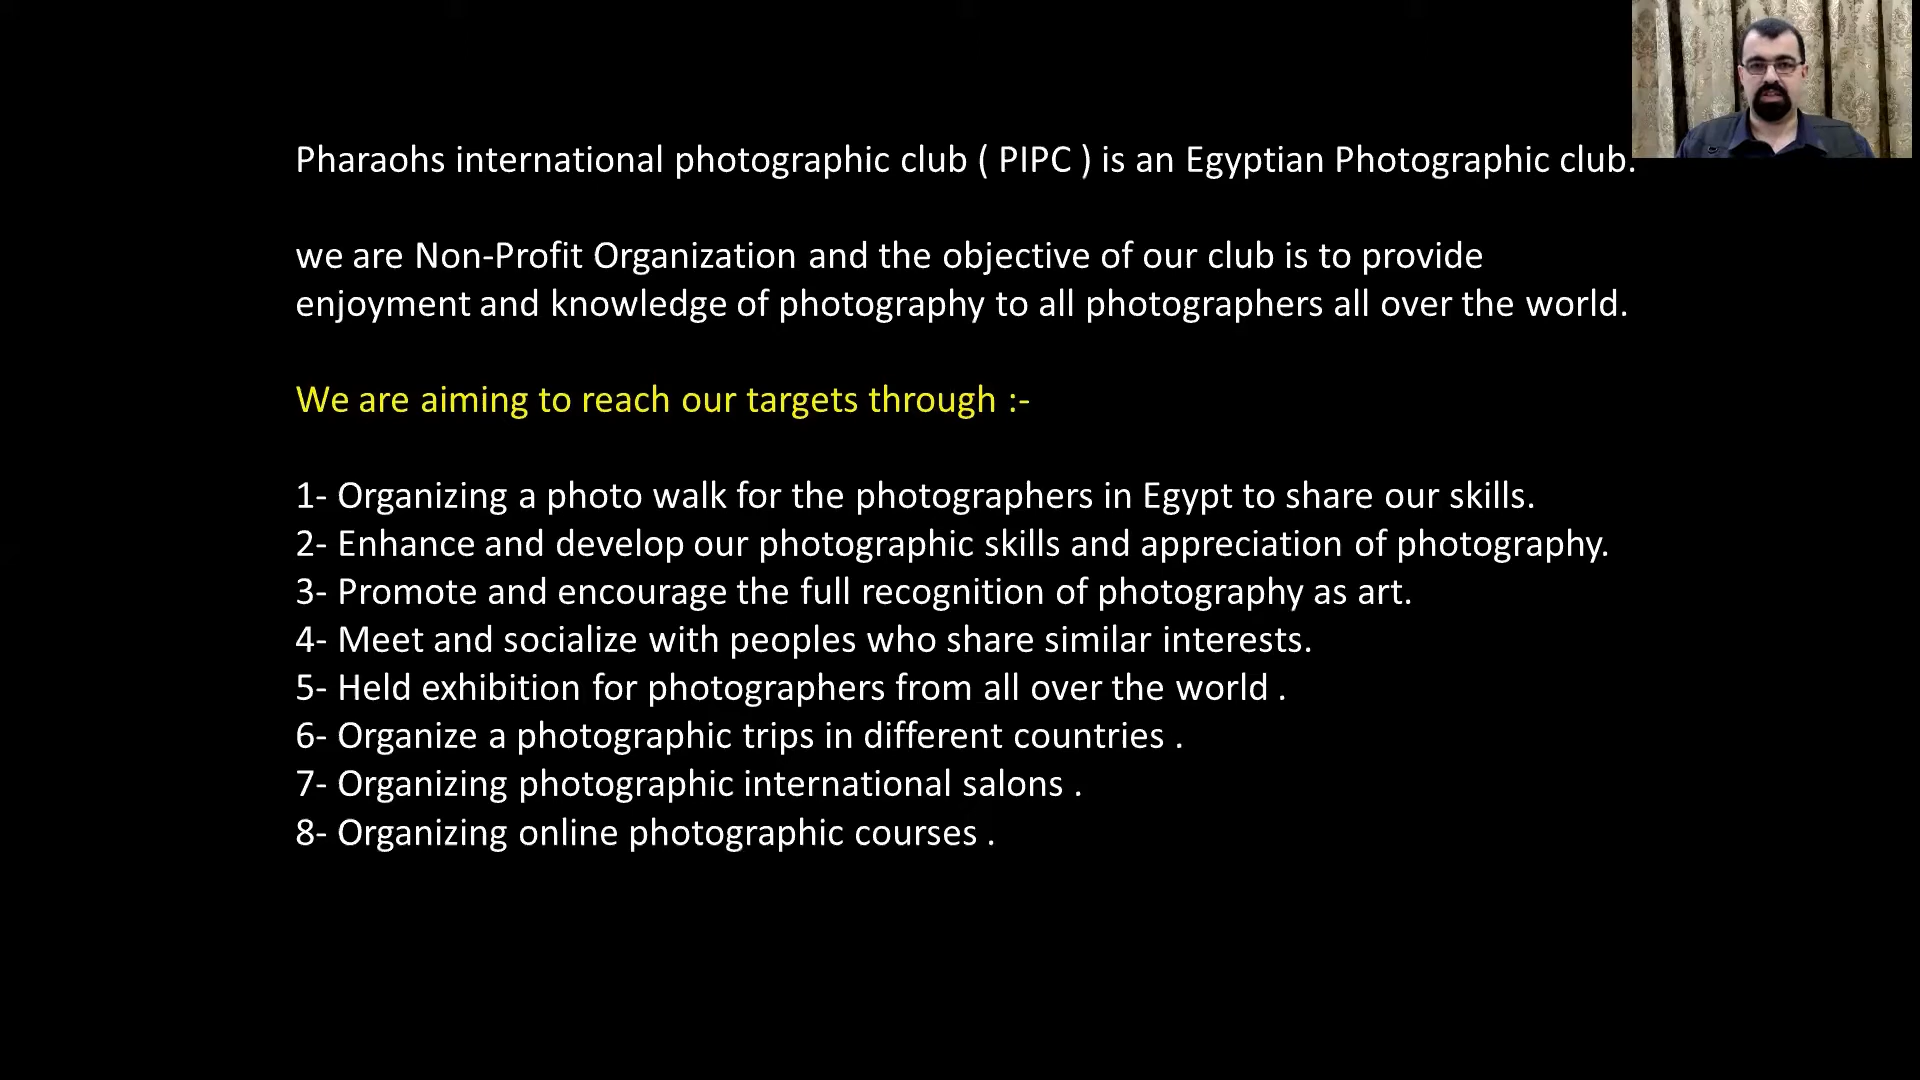 Pharaohs international photographic club ( PIPC ) is an Egyptian Photographic club.
we are Non-Profit Organization and the objective of our club is to provide
enjoyment and knowledge of photography to all photographers all over the world.
We are aiming to reach our targets through :-
1- Organizing a photo walk for the photographers in Egypt to share our skills.
2- Enhance and develop our photographic skills and appreciation of photography.
3- Promote and encourage the full recognition of photography as art.
4- Meet and socialize with peoples who share similar interests.
5- Held exhibition for photographers from all over the world .
6- Organize a photographic trips in different countries .
7- Organizing photographic international salons .
8- Organizing online photographic courses .